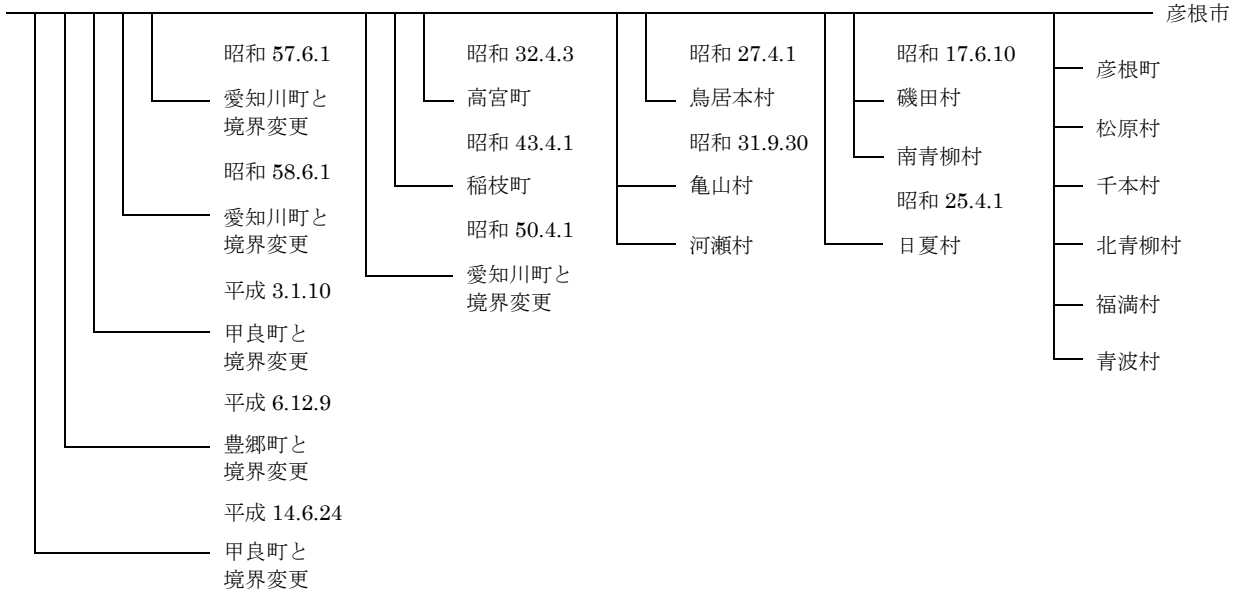 彦根市
昭和 57.6.1
愛知川町と
境界変更
昭和 58.6.1
愛知川町と
境界変更
平成 3.1.10
甲良町と
境界変更
平成 6.12.9
豊郷町と
境界変更
平成 14.6.24
甲良町と
境界変更
昭和 32.4.3
高宮町
昭和 43.4.1
稲枝町
昭和 50.4.1
愛知川町と
境界変更
昭和 27.4.1
鳥居本村
昭和 31.9.30
亀山村
河瀬村
昭和 17.6.10
磯田村
南青柳村
昭和 25.4.1
日夏村
彦根町
松原村
千本村
北青柳村
福満村
青波村